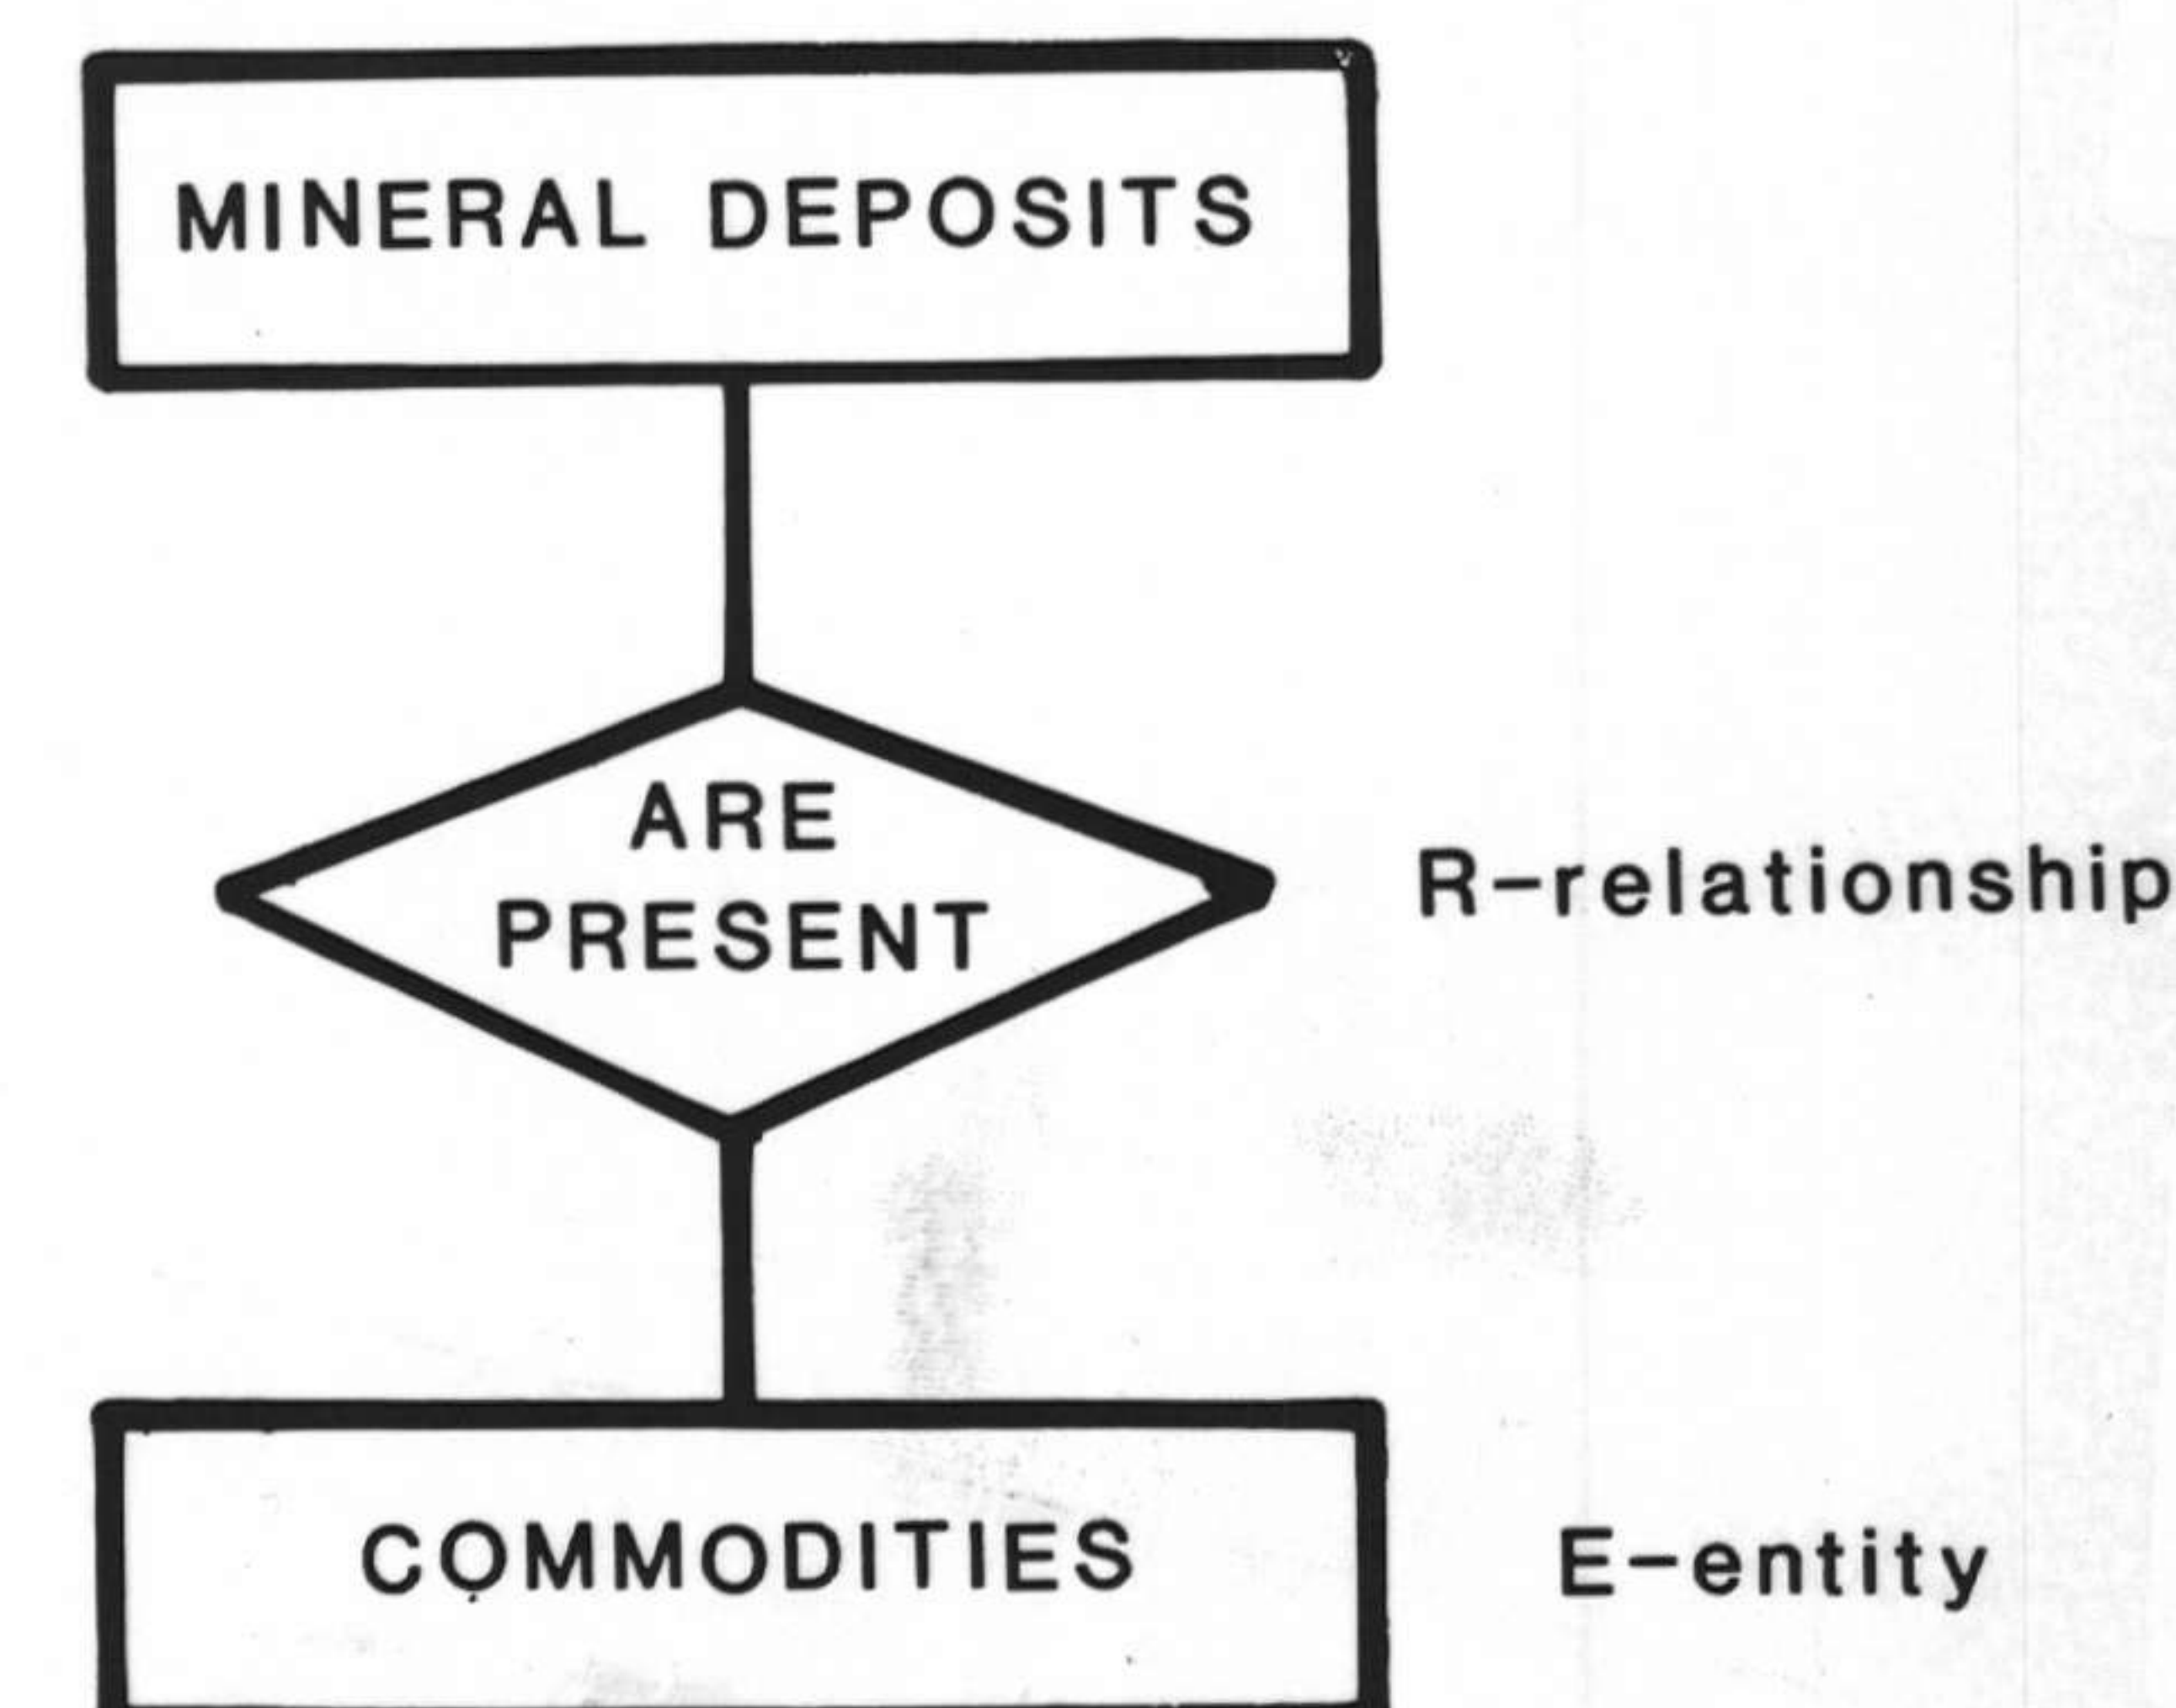 MINERAL DEPOSITS
ARE
PRESENT
R-relationship
COMMODITIES
E-entity